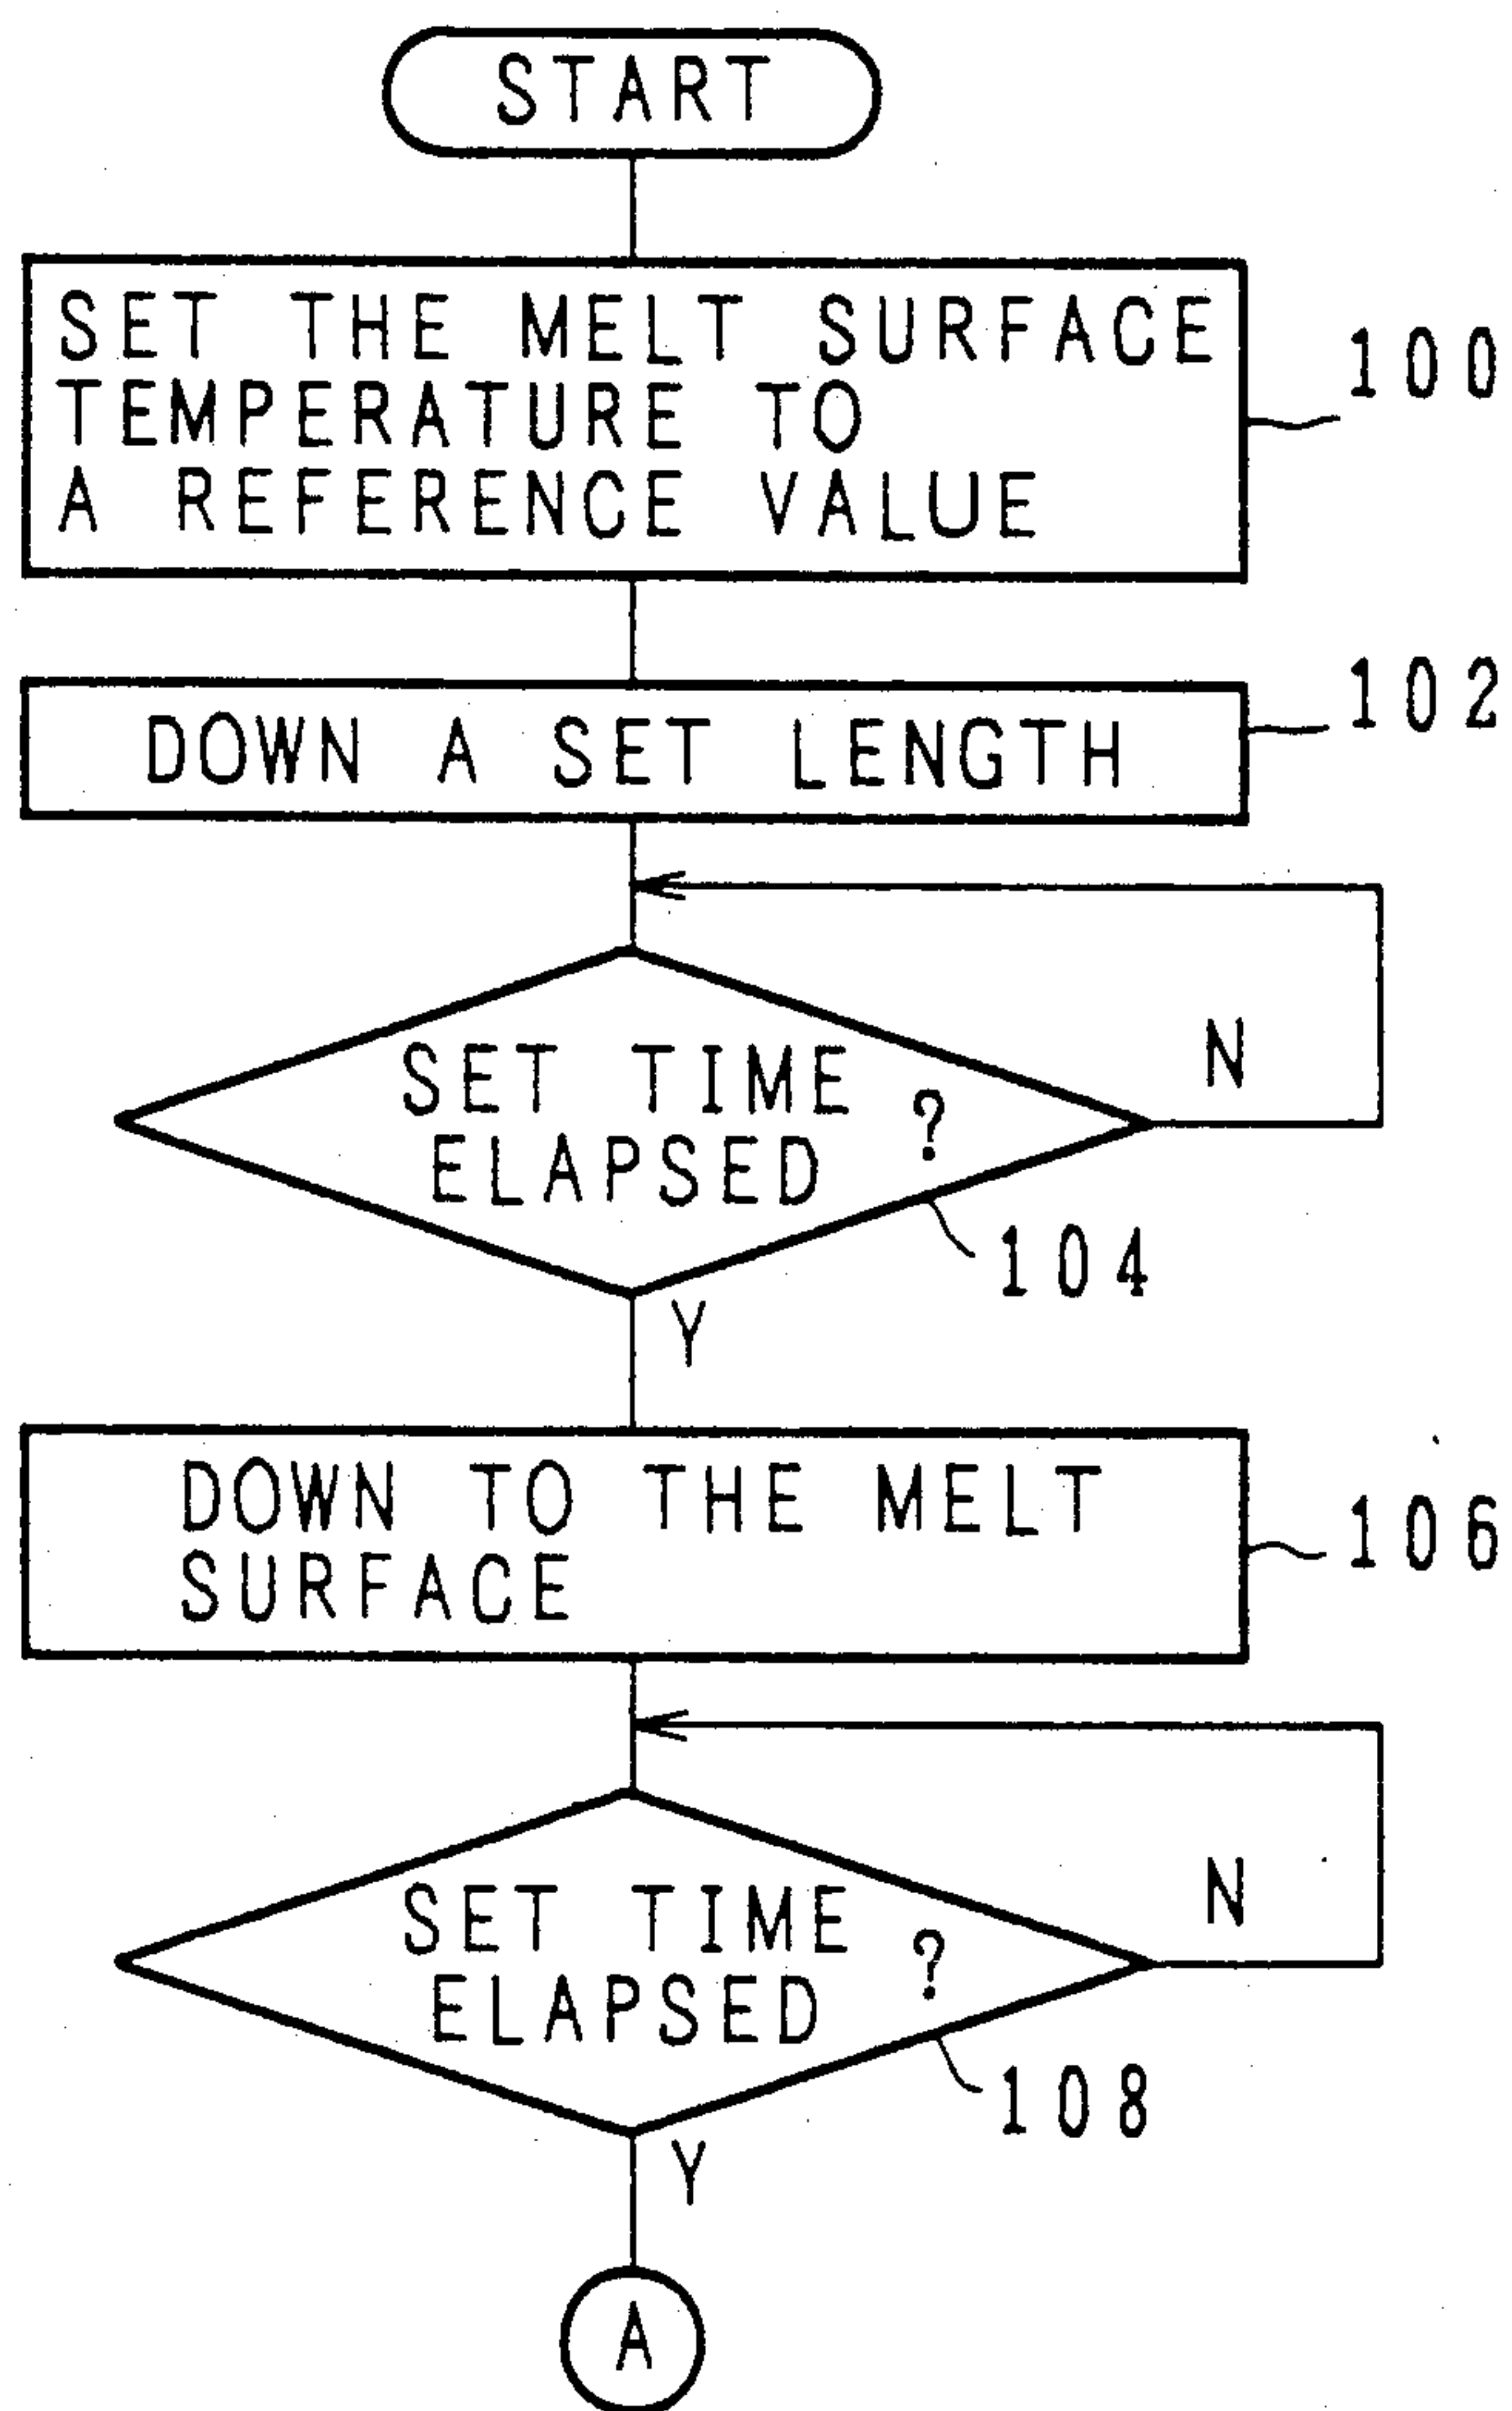 START
SET THE MELT SURFACE
TEMPERATURE TO
A REFERENCE VALUE
100
DOWN A SET LENGTH
102
N
SET TIME
ELAPSED ?
104
Y
DOWN TO THE MELT
SURFACE
106
N
SET TIME
ELAPSED ?
108
Y
A